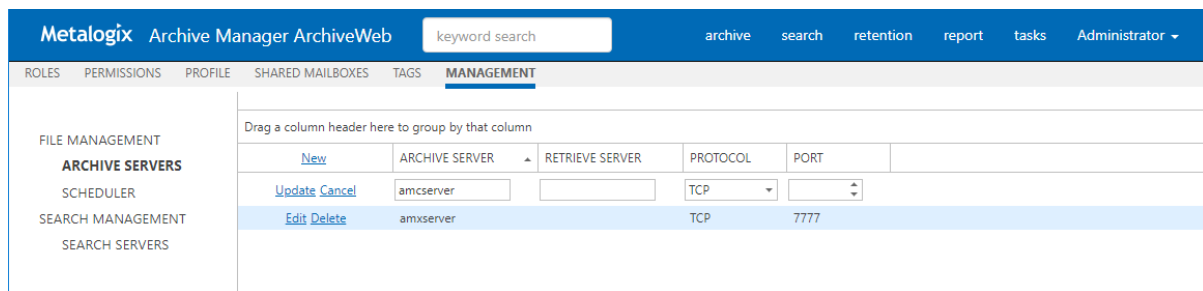 Metalogix Archive Manager ArchiveWeb keyword search archive search retention report tasks Administrator
ROLES PERMISSIONS PROFILE SHARED MAILBOXES TAGS MANAGEMENT
Drag a column header here to group by that column
FILE MANAGEMENT
ARCHIVE SERVERS
SCHEDULER
SEARCH MANAGEMENT
SEARCH SERVERS
New ARCHIVE SERVER RETRIEVE SERVER PROTOCOL PORT
Update Cancel amcserver TCP
Edit Delete amxserver TCP 7777